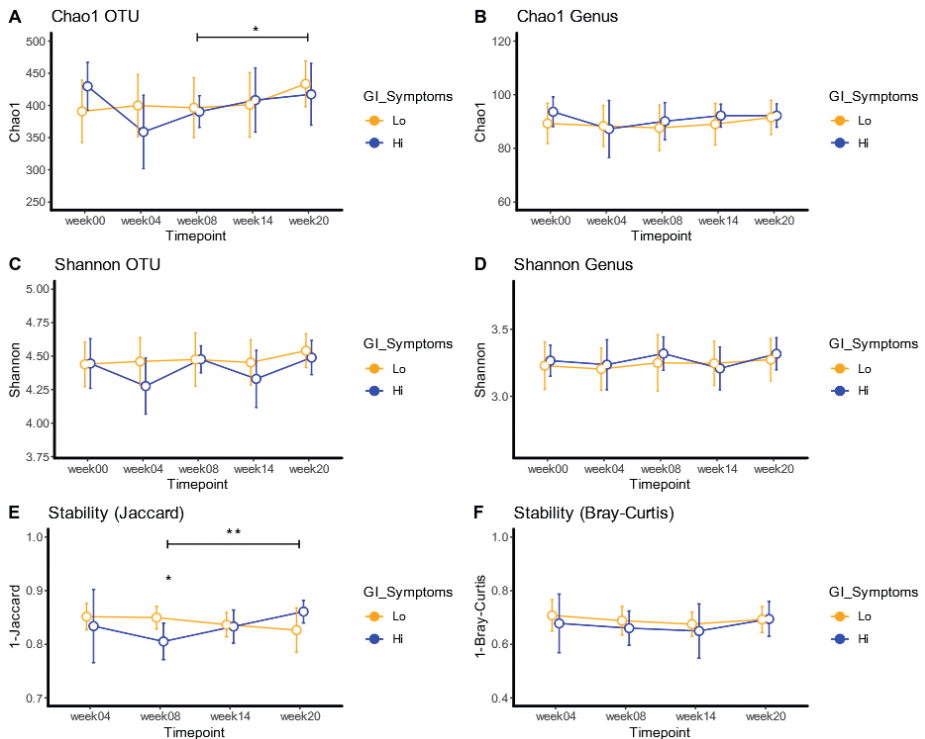 A Chao1 OTU
500
450
400
350
300
250
Chao1
*
week00 week04 week08 week14 week20
Timepoint
GI_Symptoms
Lo
Hi
B Chao1 Genus
120
100
80
60
Chao1
week00 week04 week08 week14 week20
Timepoint
GI_Symptoms
Lo
Hi
C Shannon OTU
5.00
4.75
4.50
4.25
4.00
3.75
Shannon
week00 week04 week08 week14 week20
Timepoint
GI_Symptoms
Lo
Hi
D Shannon Genus
3.5
3.0
Shannon
week00 week04 week08 week14 week20
Timepoint
GI_Symptoms
Lo
Hi
E Stability (Jaccard)
1.0
0.9
0.8
0.7
1-Jaccard
**
*
week04 week08 week14 week20
Timepoint
GI_Symptoms
Lo
Hi
F Stability (Bray-Curtis)
1.0
0.8
0.6
0.4
1-Bray-Curtis
week04 week08 week14 week20
Timepoint
GI_Symptoms
Lo
Hi